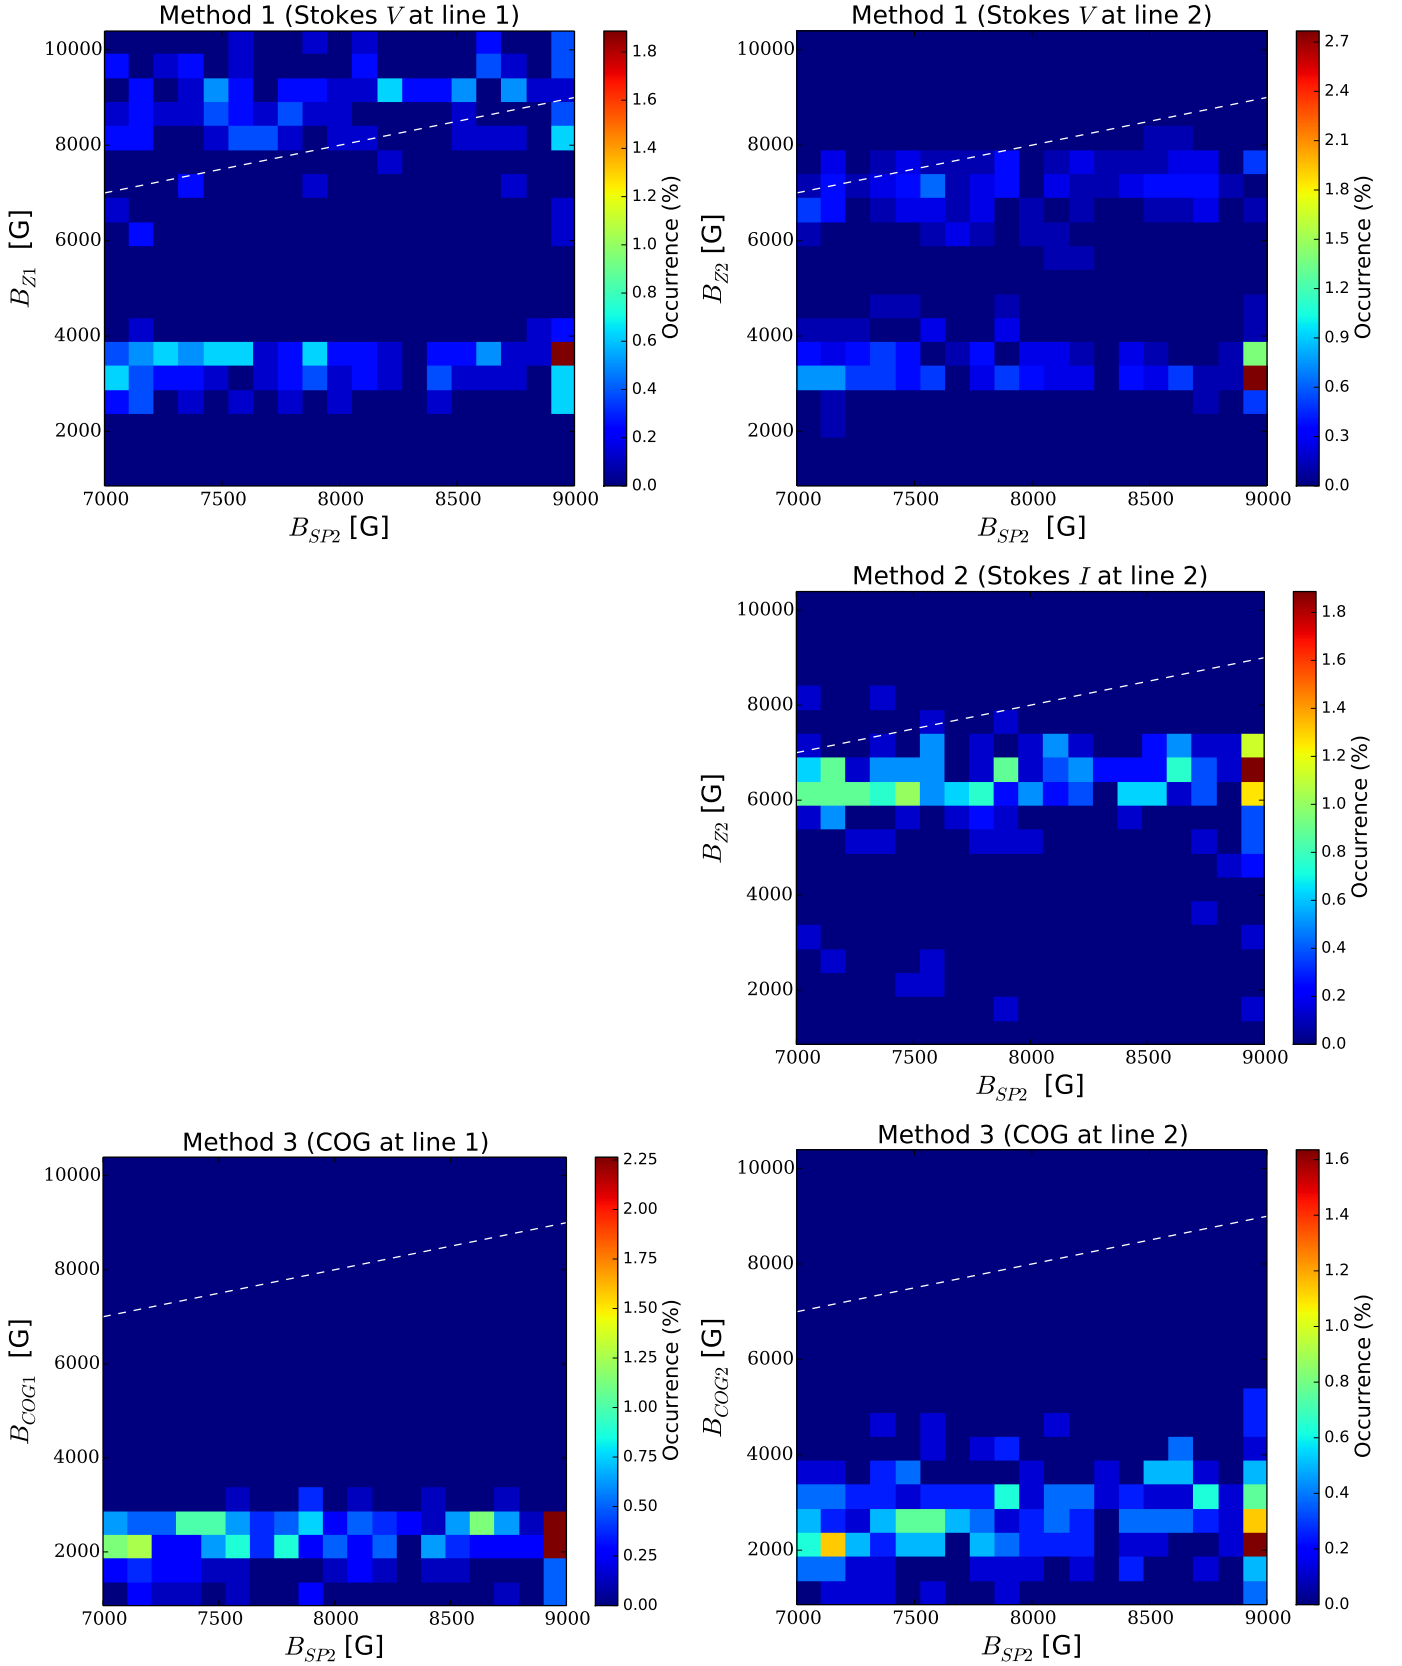 Method 1 (Stokes V at line 1)
10000
8000
6000
4000
2000
7000 7500 8000 8500 9000
B_Z1 [G]
B_SP2 [G]
1.8
1.6
1.4
1.2
1.0
0.8
0.6
0.4
0.2
0.0
Occurrence (%)
Method 1 (Stokes V at line 2)
10000
8000
6000
4000
2000
7000 7500 8000 8500 9000
B_Z2 [G]
B_SP2 [G]
2.7
2.4
2.1
1.8
1.5
1.2
0.9
0.6
0.3
0.0
Occurrence (%)
Method 2 (Stokes I at line 2)
10000
8000
6000
4000
2000
7000 7500 8000 8500 9000
B_Z2 [G]
B_SP2 [G]
1.8
1.6
1.4
1.2
1.0
0.8
0.6
0.4
0.2
0.0
Occurrence (%)
Method 3 (COG at line 1)
10000
8000
6000
4000
2000
7000 7500 8000 8500 9000
B_COG1 [G]
B_SP2 [G]
2.25
2.00
1.75
1.50
1.25
1.00
0.75
0.50
0.25
0.00
Occurrence (%)
Method 3 (COG at line 2)
10000
8000
6000
4000
2000
7000 7500 8000 8500 9000
B_COG2 [G]
B_SP2 [G]
1.6
1.4
1.2
1.0
0.8
0.6
0.4
0.2
0.0
Occurrence (%)